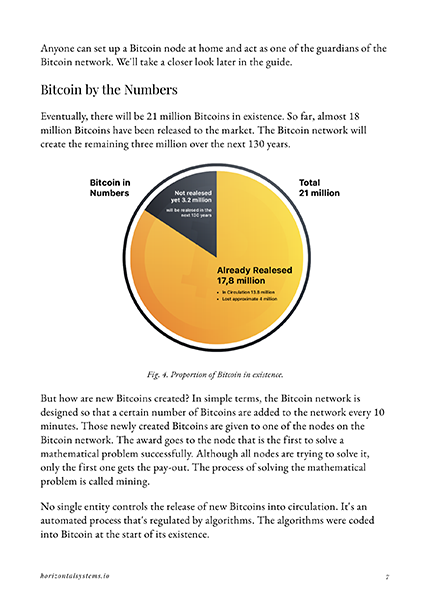 Anyone can set up a Bitcoin node at home and act as one of the guardians of the
Bitcoin network. We'll take a closer look later in the guide.
Bitcoin by the Numbers
Eventually, there will be 21 million Bitcoins in existence. So far, almost 18
million Bitcoins have been released to the market. The Bitcoin network will
create the remaining three million over the next 130 years.
Bitcoin in
Numbers
Total
21 million
Not realesed
yet 3.2 million
will be realesed in the
next 130 years
Already Realesed
17,8 million
• In Circulation 13.8 million
• Lost approximate 4 million
Fig. 4. Proportion of Bitcoin in existence.
But how are new Bitcoins created? In simple terms, the Bitcoin network is
designed so that a certain number of Bitcoins are added to the network every 10
minutes. Those newly created Bitcoins are given to one of the nodes on the
Bitcoin network. The award goes to the node that is the first to solve a
mathematical problem successfully. Although all nodes are trying to solve it,
only the first one gets the pay-out. The process of solving the mathematical
problem is called mining.
No single entity controls the release of new Bitcoins into circulation. It's an
automated process that's regulated by algorithms. The algorithms were coded
into Bitcoin at the start of its existence.
horizontalsystems.io
7